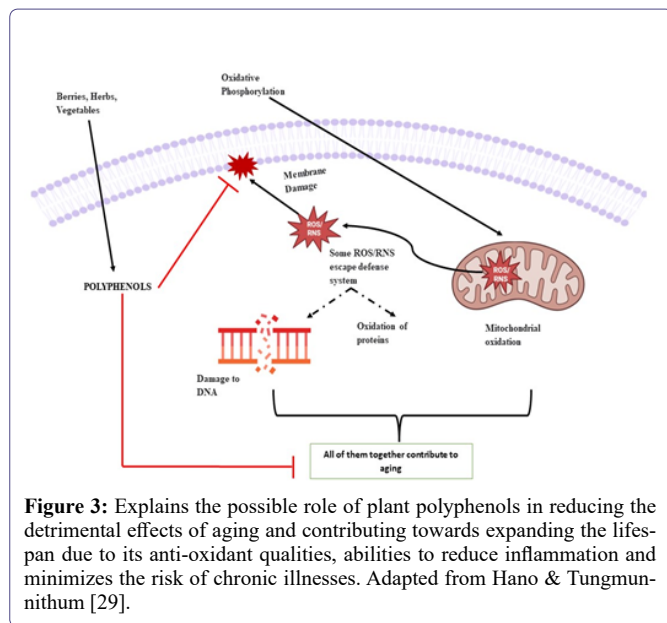 Oxidative
Phosphorylation
Berries, Herbs,
Vegetables
Membrane
Damage
ROS/
RNS
ROS/
RNS
Some ROS/RNS
escape defense
system
POLYPHENOLS
Oxidation of
proteins
Mitochondrial
oxidation
Damage to
DNA
All of them together contribute to
aging
Figure 3: Explains the possible role of plant polyphenols in reducing the
detrimental effects of aging and contributing towards expanding the life-
span due to its anti-oxidant qualities, abilities to reduce inflammation and
minimizes the risk of chronic illnesses. Adapted from Hano & Tungmun-
nithum [29].